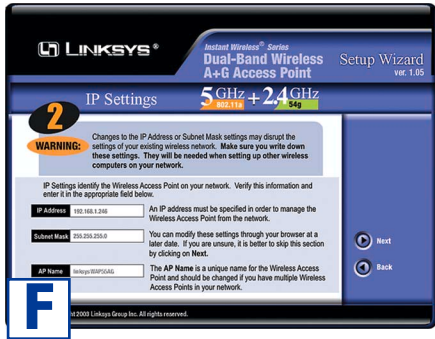 LINKSYS®
Instant Wireless® Series
Dual-Band Wireless
A+G Access Point
Setup Wizard
ver. 1.05
IP Settings
5 GHz + 2.4 GHz
802.11a 54g
2
WARNING:
Changes to the IP Address or Subnet Mask settings may disrupt the
settings of your existing wireless network. Make sure you write down
these settings. They will be needed when setting up other wireless
computers on your network.
IP Settings identify the Wireless Access Point on your network. Verify this information and
enter it in the appropriate field below.
IP Address 192.168.1.246
An IP address must be specified in order to manage the
Wireless Access Point from the network.
Subnet Mask 255.255.255.0
You can modify these settings through your browser at a
later date. If you are unsure, it is better to skip this section
by clicking on Next.
AP Name linksys/WAP55AG
The AP Name is a unique name for the Wireless Access
Point and should be changed if you have multiple Wireless
Access Points in your network.
Next
Back
F
ht 2003 Linksys Group Inc. All rights reserved.